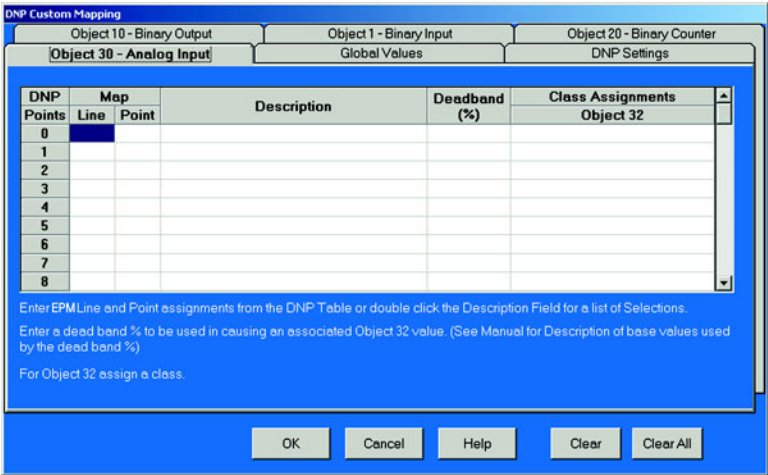 DNP Custom Mapping
Object 10 - Binary Output
Object 1 - Binary Input
Object 20 - Binary Counter
Object 30 - Analog Input
Global Values
DNP Settings
DNP Points
Map
Line
Point
Description
Deadband (%)
Class Assignments
Object 32
0
1
2
3
4
5
6
7
8
Enter EPM Line and Point assignments from the DNP Table or double click the Description Field for a list of Selections.
Enter a dead band % to be used in causing an associated Object 32 value. (See Manual for Description of base values used
by the dead band %)
For Object 32 assign a class.
OK
Cancel
Help
Clear
Clear All